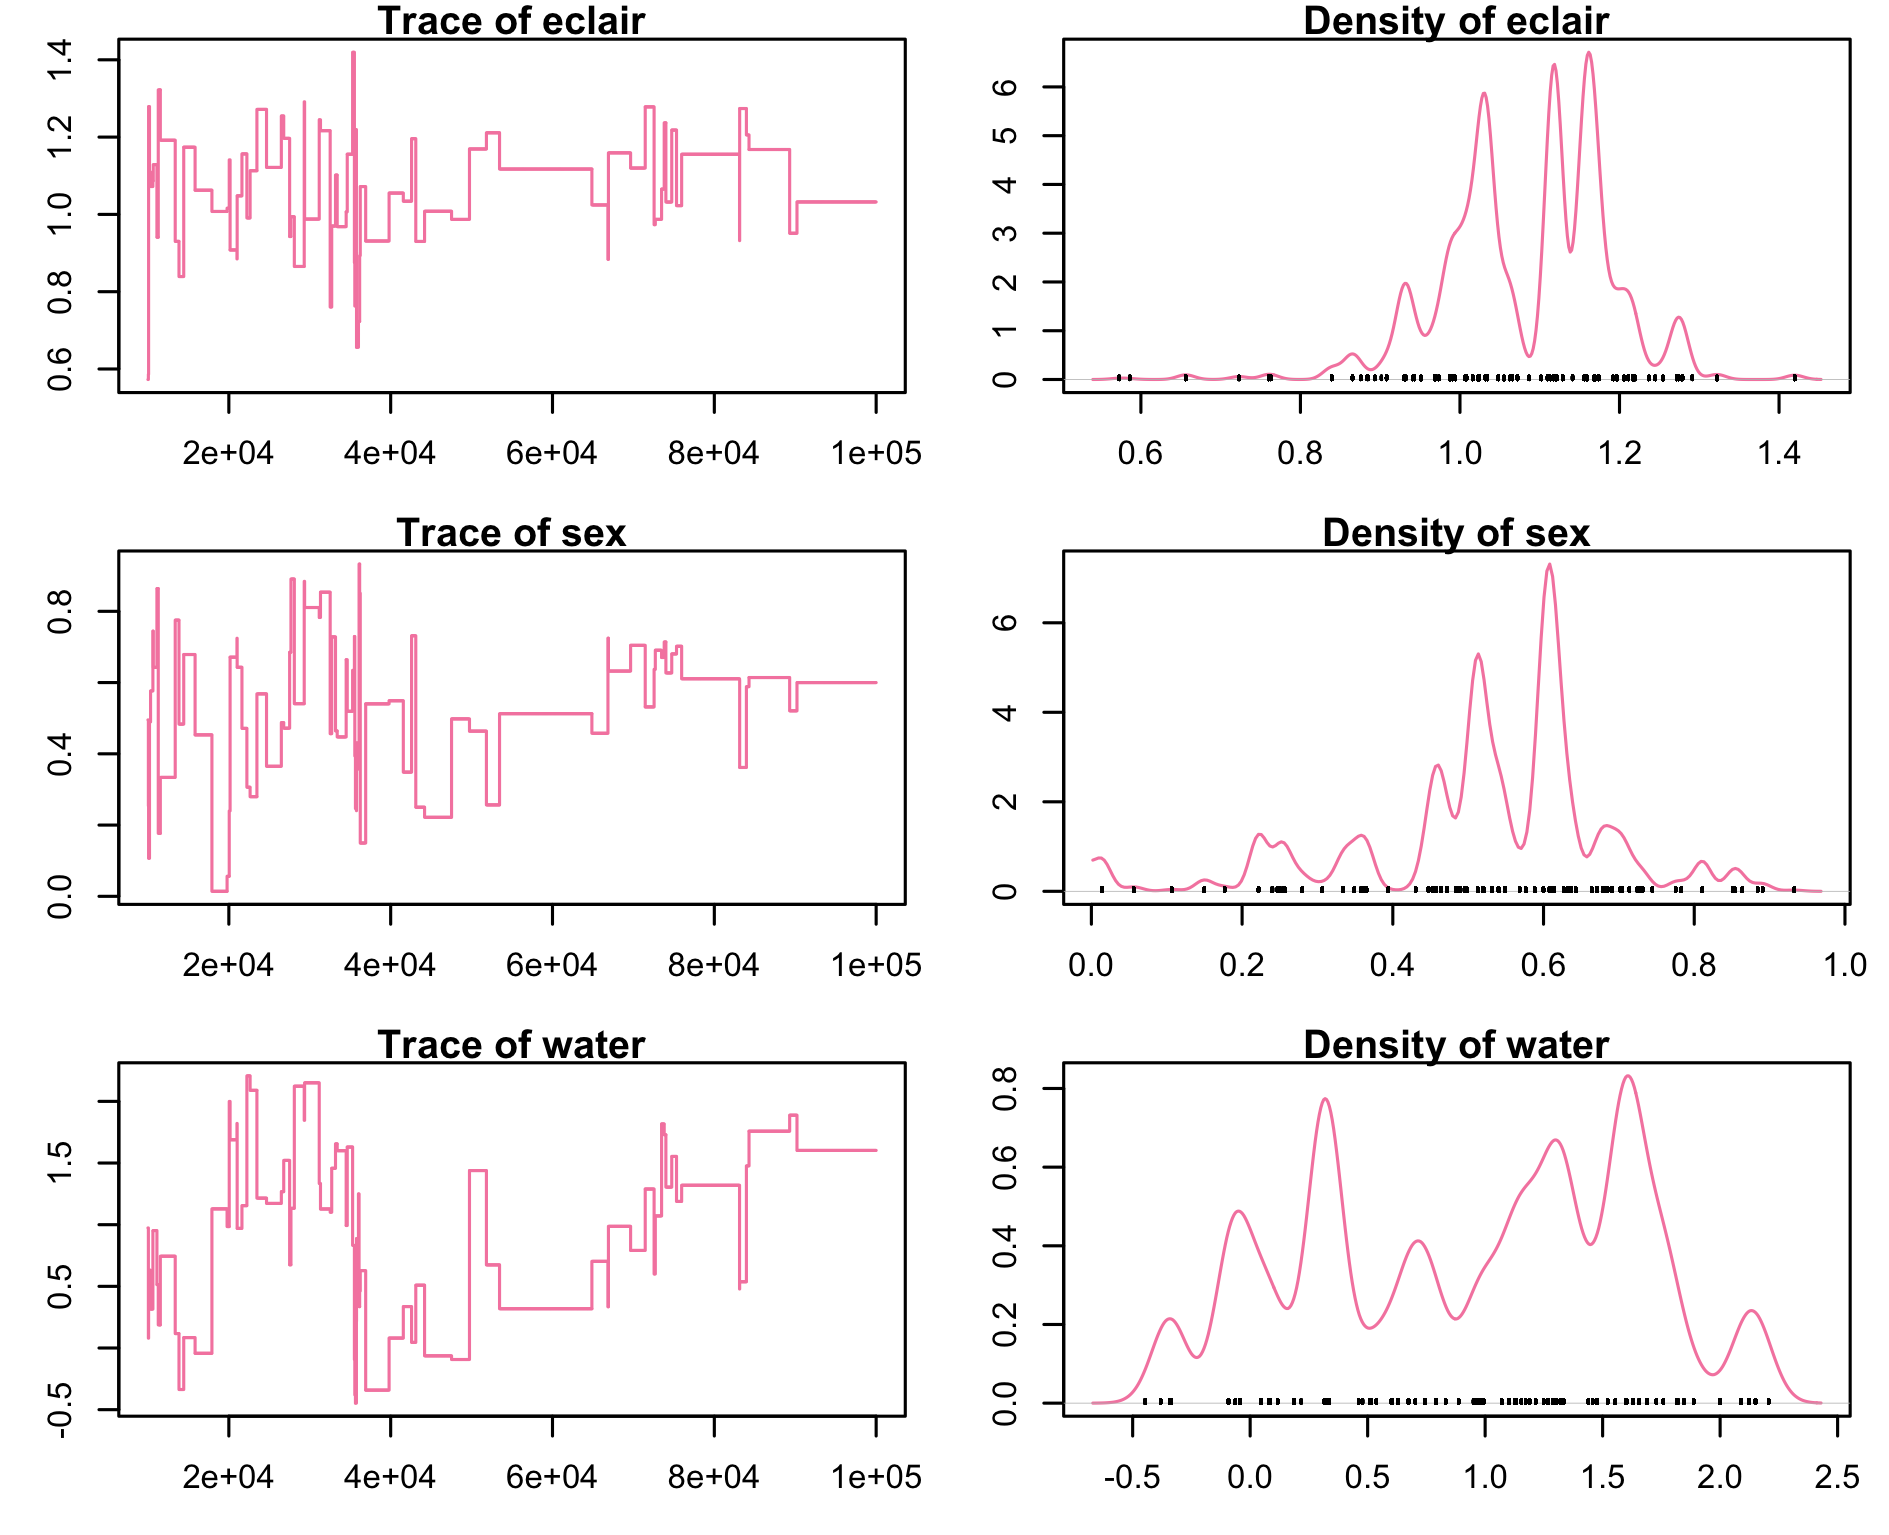 Trace of eclair
0.6 0.8 1.0 1.2 1.4
2e+04 4e+04 6e+04 8e+04 1e+05
Density of eclair
0 1 2 3 4 5 6
0.6 0.8 1.0 1.2 1.4
Trace of sex
0.0 0.4 0.8
2e+04 4e+04 6e+04 8e+04 1e+05
Density of sex
0 2 4 6
0.0 0.2 0.4 0.6 0.8 1.0
Trace of water
-0.5 0.5 1.5
2e+04 4e+04 6e+04 8e+04 1e+05
Density of water
0.0 0.2 0.4 0.6 0.8
-0.5 0.0 0.5 1.0 1.5 2.0 2.5